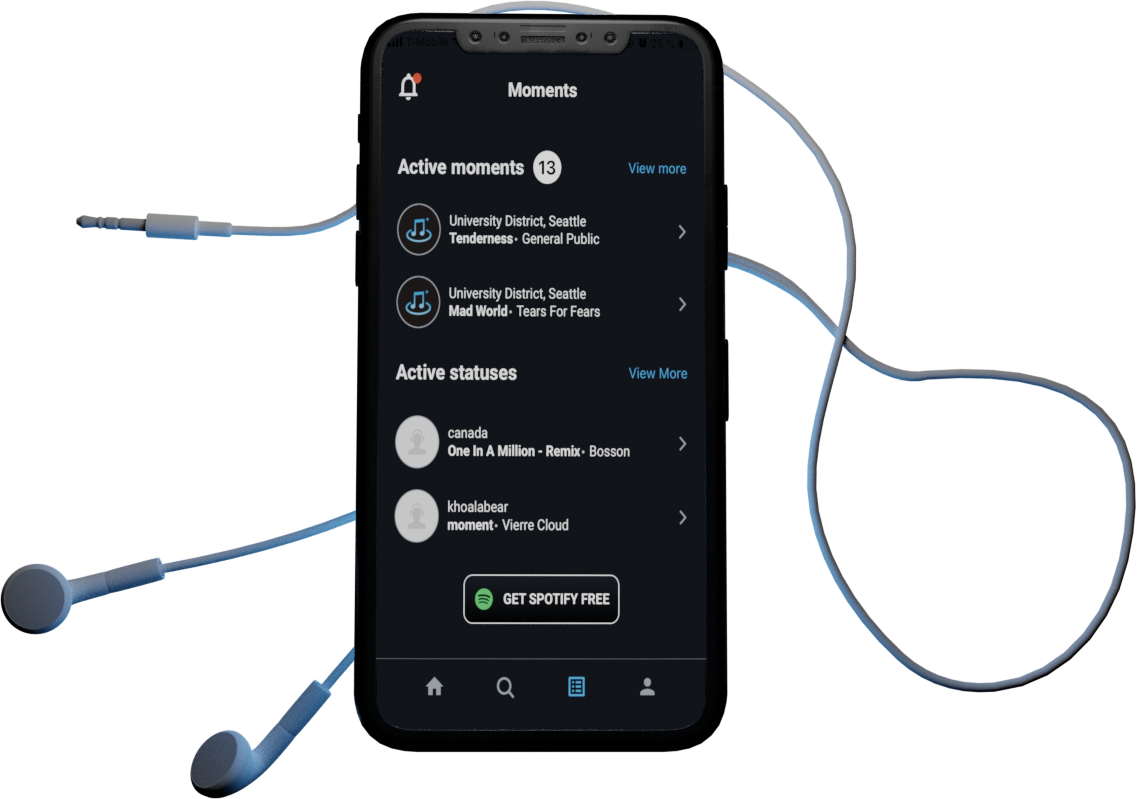 T-Mobile
25 %
Moments
Active moments 13
View more
University District, Seattle
Tenderness• General Public
University District, Seattle
Mad World• Tears For Fears
Active statuses
View More
canada
One In A Million - Remix• Bosson
khoalabear
moment• Vierre Cloud
GET SPOTIFY FREE